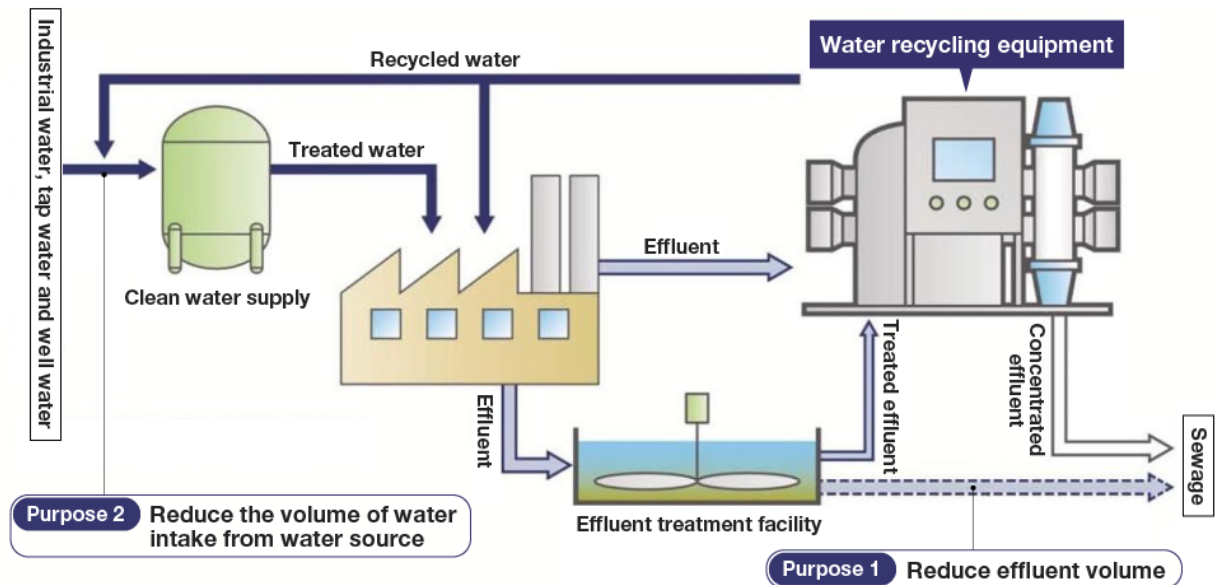 Industrial water, tap water and well water
Recycled water
Water recycling equipment
Treated water
Clean water supply
Effluent
Effluent
Treated effluent
Concentrated
effluent
Sewage
Effluent treatment facility
Purpose 2
Reduce the volume of water
intake from water source
Purpose 1
Reduce effluent volume